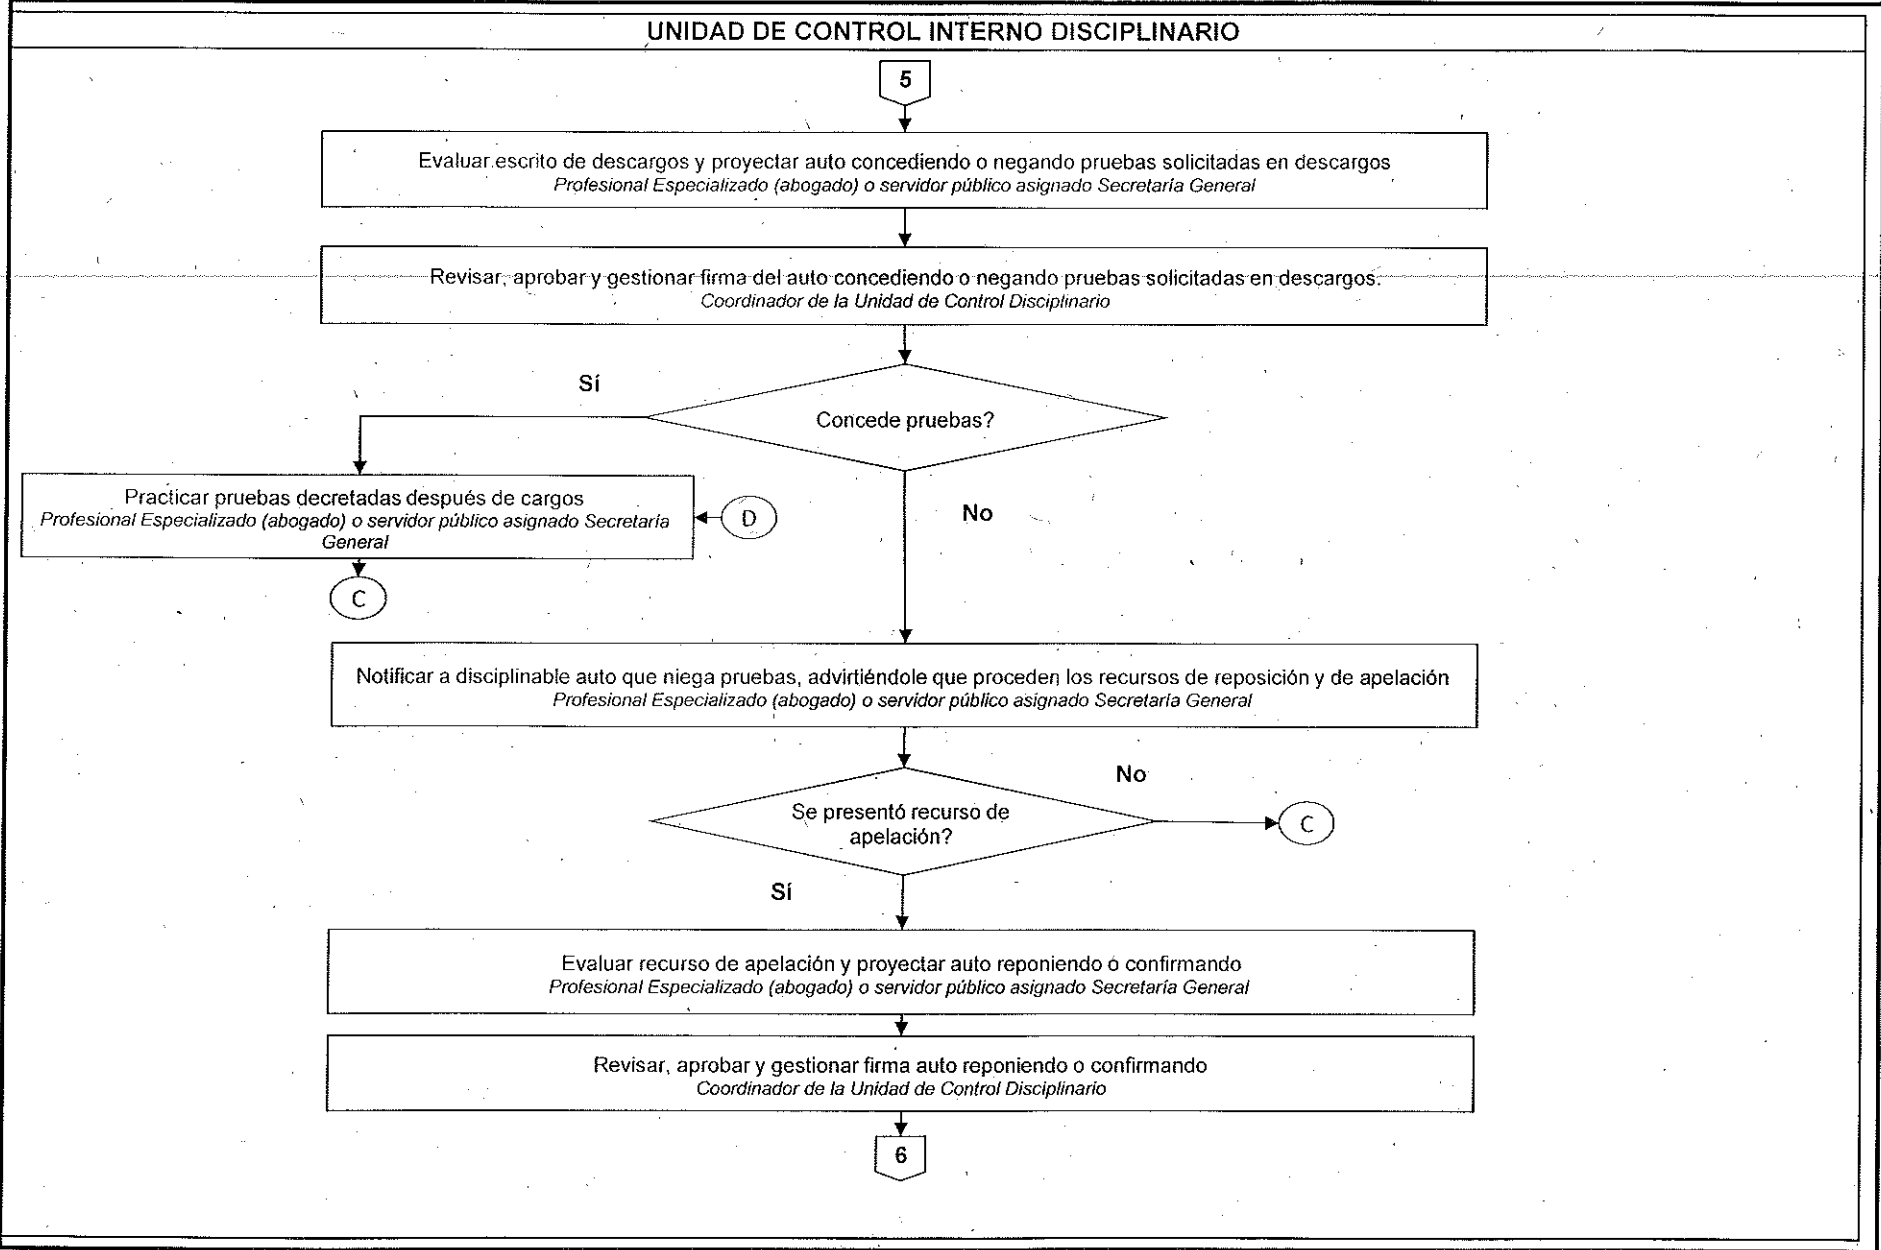 UNIDAD DE CONTROL INTERNO DISCIPLINARIO
5
Evaluar escrito de descargos y proyectar auto concediendo o negando pruebas solicitadas en descargos
Profesional Especializado (abogado) o servidor público asignado Secretaría General
Revisar, aprobar y gestionar firma del auto concediendo o negando pruebas solicitadas en descargos.
Coordinador de la Unidad de Control Disciplinario
Sí
Concede pruebas?
Practicar pruebas decretadas después de cargos
Profesional Especializado (abogado) o servidor público asignado Secretaría
General
D
No
C
Notificar a disciplinable auto que niega pruebas, advirtiéndole que proceden los recursos de reposición y de apelación
Profesional Especializado (abogado) o servidor público asignado Secretaría General
No
Se presentó recurso de
apelación?
C
Sí
Evaluar recurso de apelación y proyectar auto reponiendo o confirmando
Profesional Especializado (abogado) o servidor público asignado Secretaría General
Revisar, aprobar y gestionar firma auto reponiendo o confirmando
Coordinador de la Unidad de Control Disciplinario
6